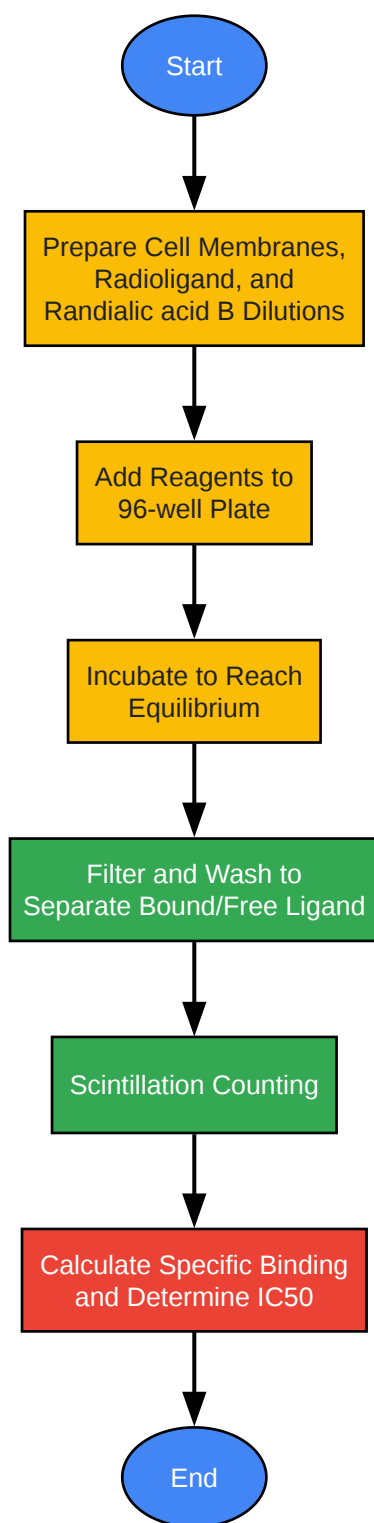 Start
Prepare Cell Membranes,
Radioligand, and
Randialic acid B Dilutions
Add Reagents to
96-well Plate
Incubate to Reach
Equilibrium
Filter and Wash to
Separate Bound/Free Ligand
Scintillation Counting
Calculate Specific Binding
and Determine IC50
End